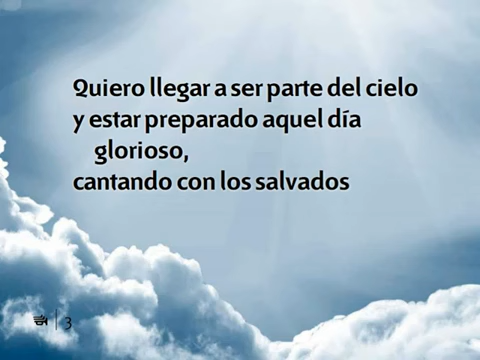 Quiero llegar a ser parte del cielo
y estar preparado aquel día
glorioso,
cantando con los salvados
3